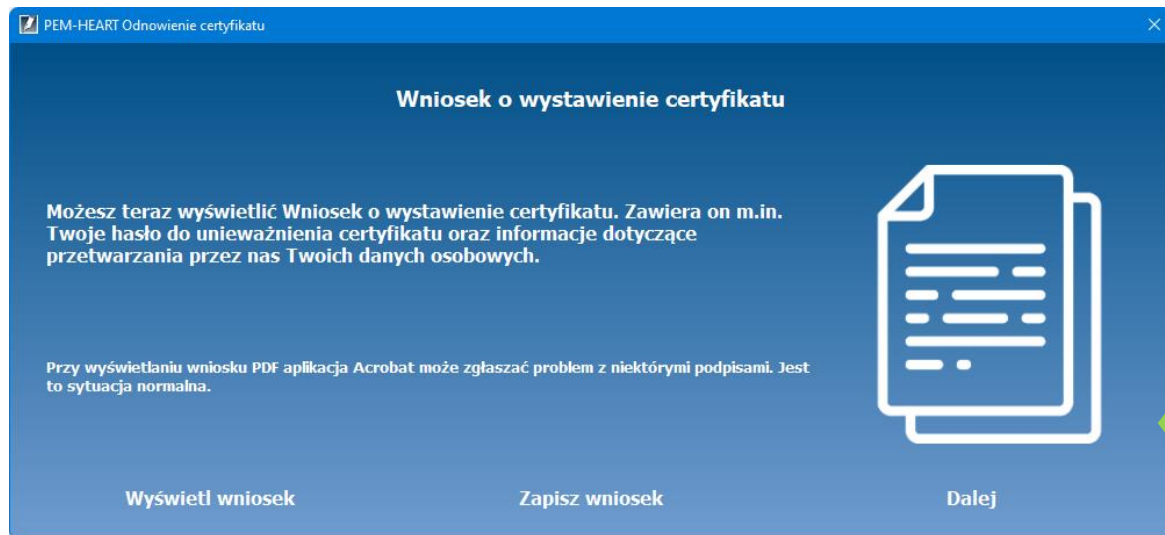 PEM-HEART Odnowienie certyfikatu
Wniosek o wystawienie certyfikatu
Możesz teraz wyświetlić Wniosek o wystawienie certyfikatu. Zawiera on m.in.
Twoje hasło do unieważnienia certyfikatu oraz informacje dotyczące
przetwarzania przez nas Twoich danych osobowych.
Przy wyświetlaniu wniosku PDF aplikacja Acrobat może zgłaszać problem z niektórymi podpisami. Jest
to sytuacja normalna.
Wyświetl wniosek
Zapisz wniosek
Dalej